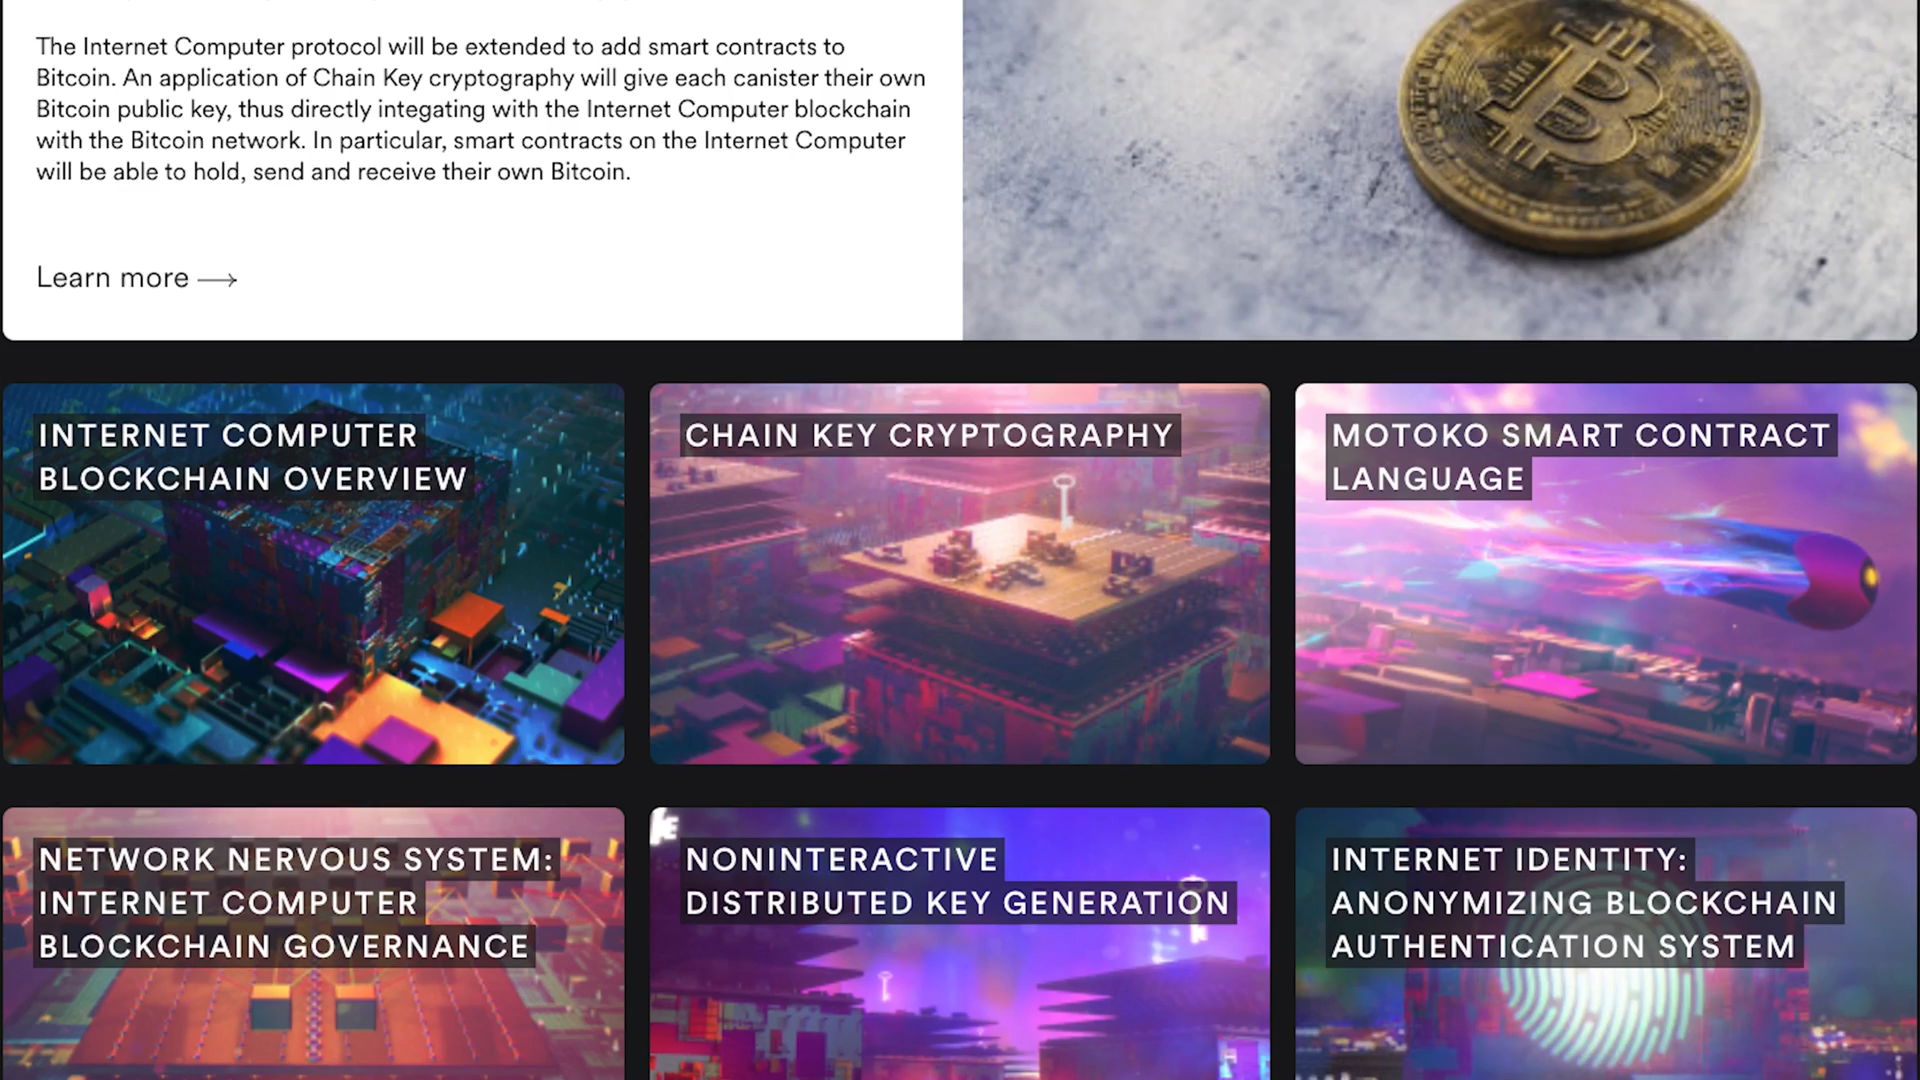 The Internet Computer protocol will be extended to add smart contracts to
Bitcoin. An application of Chain Key cryptography will give each canister their own
Bitcoin public key, thus directly integating with the Internet Computer blockchain
with the Bitcoin network. In particular, smart contracts on the Internet Computer
will be able to hold, send and receive their own Bitcoin.
Learn more →
INTERNET COMPUTER
BLOCKCHAIN OVERVIEW
CHAIN KEY CRYPTOGRAPHY
MOTOKO SMART CONTRACT
LANGUAGE
NETWORK NERVOUS SYSTEM:
INTERNET COMPUTER
BLOCKCHAIN GOVERNANCE
NONINTERACTIVE
DISTRIBUTED KEY GENERATION
INTERNET IDENTITY:
ANONYMIZING BLOCKCHAIN
AUTHENTICATION SYSTEM